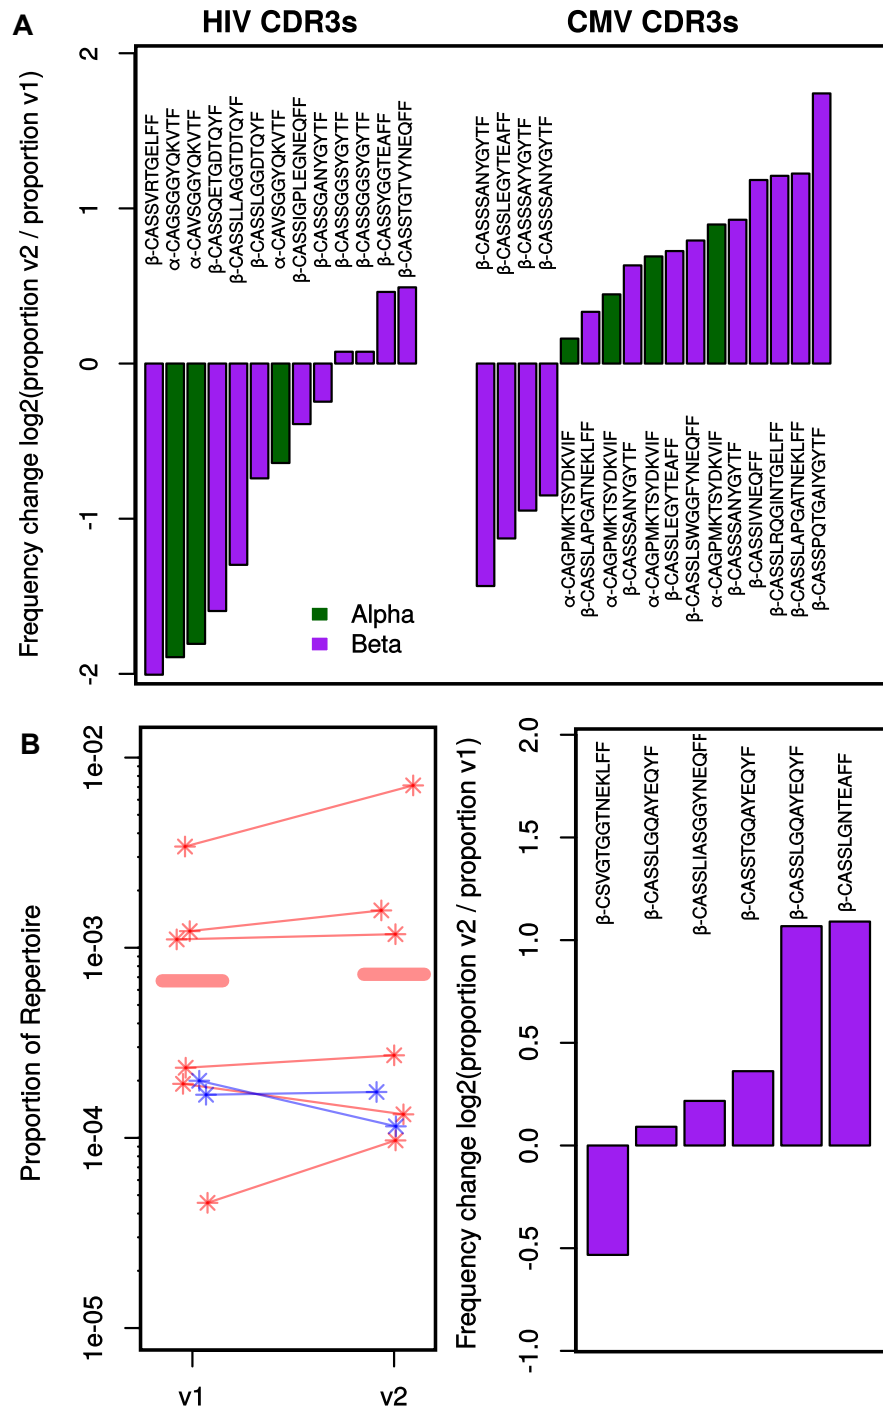 A
HIV CDR3s
CMV CDR3s
Frequency change log2(proportion v2 / proportion v1)
2
1
0
-1
-2
β-CASSVRTGELFF
α-CAGSGGYQKVTF
α-CAVSGGYQKVTF
β-CASSQETGDTQYF
β-CASSLLAGGTDTQYF
β-CASSLGGDTQYF
α-CAVSGGYQKVTF
β-CASSIGPLEGNEQFF
β-CASSGANYGYTF
β-CASSGGSYGYTF
β-CASSGGSYGYTF
β-CASSYGGTEAFF
β-CASSTGTVYNEQFF
β-CASSSANYGYTF
β-CASSLEGYTEAFF
β-CASSSAYYGYTF
β-CASSSANYGYTF
α-CAGPMKTSYDKVIF
β-CASSLAPGATNEKLFF
α-CAGPMKTSYDKVIF
β-CASSSANYGYTF
α-CAGPMKTSYDKVIF
β-CASSLEGYTEAFF
β-CASSLSWGGFYNEQFF
α-CAGPMKTSYDKVIF
β-CASSSANYGYTF
β-CASSIVNEQFF
β-CASSLRQGINTGELFF
β-CASSLAPGATNEKLFF
β-CASSPQTGAIYGYTF
Alpha
Beta
B
Proportion of Repertoire
1e-02
1e-03
1e-04
1e-05
v1
v2
Frequency change log2(proportion v2 / proportion v1)
2.0
1.5
1.0
0.5
0.0
-0.5
-1.0
β-CSVGTGGTNEKLFF
β-CASSLGQAYEQYF
β-CASSLIASGGYNEQFF
β-CASSTGQAYEQYF
β-CASSLGQAYEQYF
β-CASSLGNTEAFF